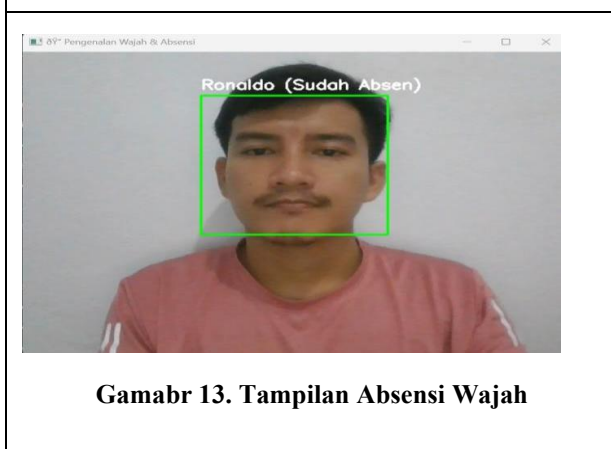 ðŸ“ Pengenalan Wajah & Absensi
Ronaldo (Sudah Absen)
Gamabr 13. Tampilan Absensi Wajah